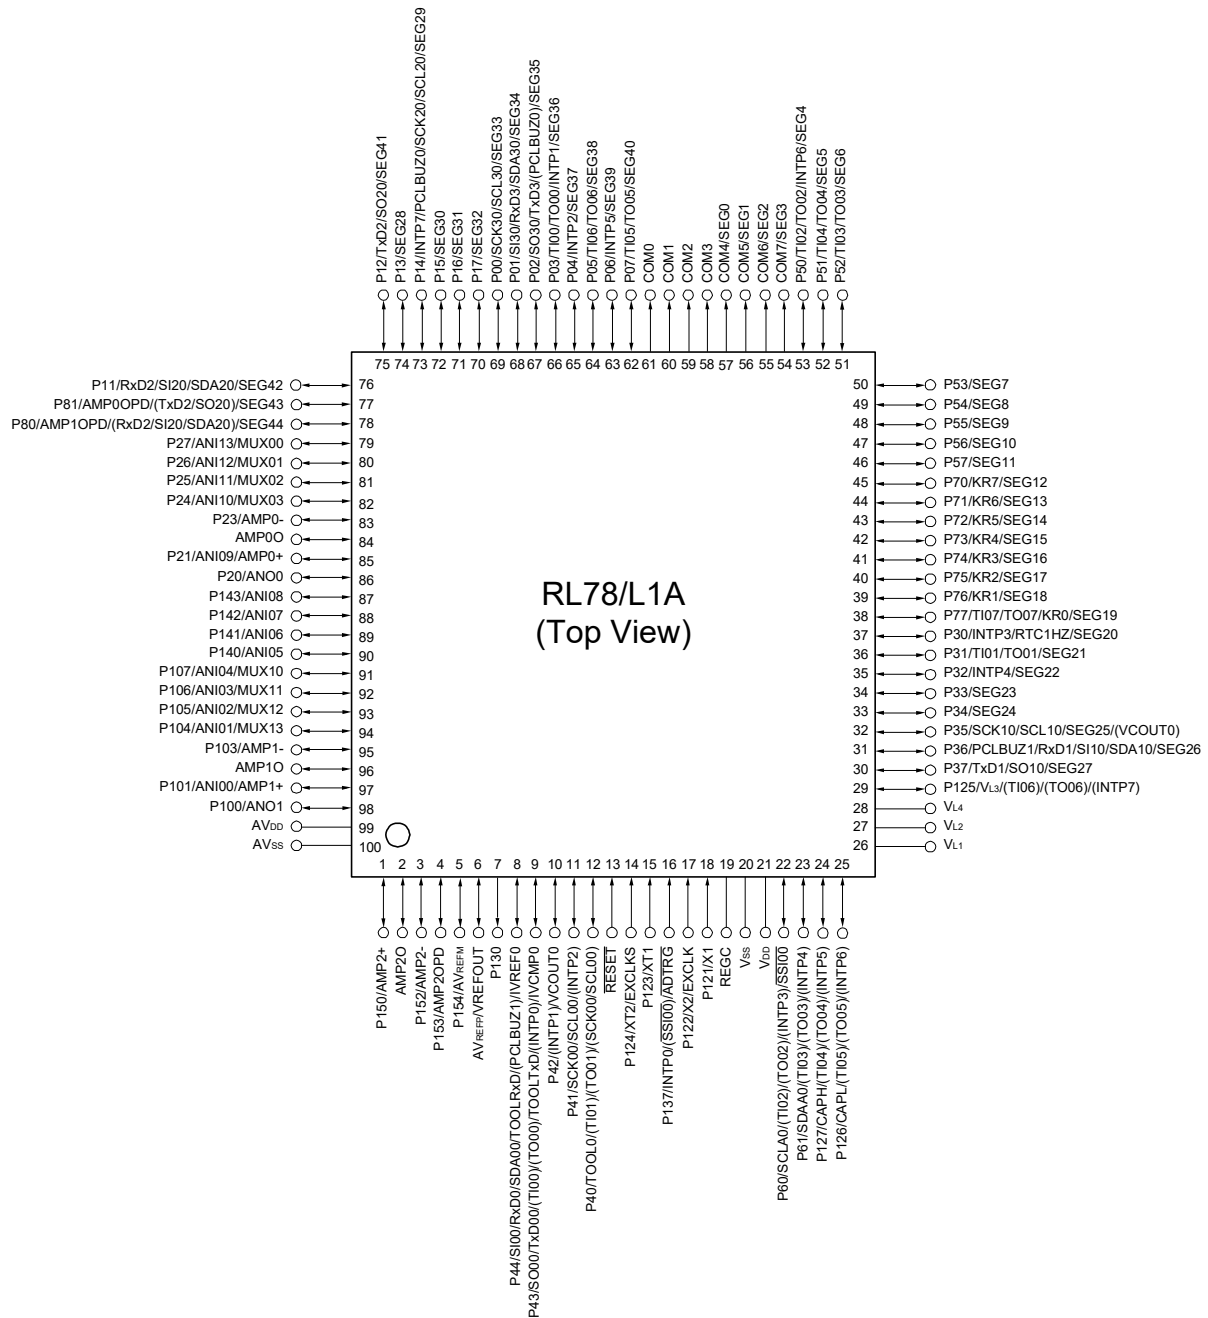 P12/TxD2/SO20/SEG41
P13/SEG28
P14/INTP7/PCLBUZ0/SCK20/SCL20/SEG29
P15/SEG30
P16/SEG31
P17/SEG32
P00/SCK30/SCL30/SEG33
P01/SI30/RxD3/SDA30/SEG34
P02/SO30/TxD3/(PCLBUZ0)/SEG35
P03/TI00/TO00/INTP1/SEG36
P04/INTP2/SEG37
P05/TI06/TO06/SEG38
P06/INTP5/SEG39
P07/TI05/TO05/SEG40
COM0
COM1
COM2
COM3
COM4/SEG0
COM5/SEG1
COM6/SEG2
COM7/SEG3
P50/TI02/TO02/INTP6/SEG4
P51/TI04/TO04/SEG5
P52/TI03/TO03/SEG6
75 74 73 72 71 70 69 68 67 66 65 64 63 62 61 60 59 58 57 56 55 54 53 52 51
P11/RxD2/SI20/SDA20/SEG42 76
P81/AMP0OPD/(TxD2/SO20)/SEG43 77
P80/AMP1OPD/(RxD2/SI20/SDA20)/SEG44 78
P27/ANI13/MUX00 79
P26/ANI12/MUX01 80
P25/ANI11/MUX02 81
P24/ANI10/MUX03 82
P23/AMP0- 83
AMP0O 84
P21/ANI09/AMP0+ 85
P20/ANO0 86
P143/ANI08 87
P142/ANI07 88
P141/ANI06 89
P140/ANI05 90
P107/ANI04/MUX10 91
P106/ANI03/MUX11 92
P105/ANI02/MUX12 93
P104/ANI01/MUX13 94
P103/AMP1- 95
AMP1O 96
P101/ANI00/AMP1+ 97
P100/ANO1 98
AVDD 99
AVSS 100
RL78/L1A
(Top View)
50 P53/SEG7
49 P54/SEG8
48 P55/SEG9
47 P56/SEG10
46 P57/SEG11
45 P70/KR7/SEG12
44 P71/KR6/SEG13
43 P72/KR5/SEG14
42 P73/KR4/SEG15
41 P74/KR3/SEG16
40 P75/KR2/SEG17
39 P76/KR1/SEG18
38 P77/TI07/TO07/KR0/SEG19
37 P30/INTP3/RTC1HZ/SEG20
36 P31/TI01/TO01/SEG21
35 P32/INTP4/SEG22
34 P33/SEG23
33 P34/SEG24
32 P35/SCK10/SCL10/SEG25/(VCOUT0)
31 P36/PCLBUZ1/RxD1/SI10/SDA10/SEG26
30 P37/TxD1/SO10/SEG27
29 P125/VL3/(TI06)/(TO06)/(INTP7)
28 VL4
27 VL2
26 VL1
1 2 3 4 5 6 7 8 9 10 11 12 13 14 15 16 17 18 19 20 21 22 23 24 25
P150/AMP2+
AMP2O
P152/AMP2-
P153/AMP2OPD
P154/AVREFM
AVREFP/VREFOUT
P130
P44/SI00/RxD0/SDA00/TOOLRxD/(PCLBUZ1)/IVREF0
P43/SO00/TxD00/(TI00)/(TO00)/TOOLTxD/(INTP0)/IVCMP0
P42/(INTP1)/VCOUT0
P41/SCK00/SCL00/(INTP2)
P40/TOOL0/(TI01)/(TO01)/(SCK00/SCL00)
RESET
P124/XT2/EXCLKS
P123/XT1
P137/INTP0/(SSI00)/ADTRG
P122/X2/EXCLK
P121/X1
REGC
VSS
VDD
P60/SCLA0/(TI02)/(TO02)/(INTP3)/SSI00
P61/SDAA0/(TI03)/(TO03)/(INTP4)
P127/CAPH/(TI04)/(TO04)/(INTP5)
P126/CAPL/(TI05)/(TO05)/(INTP6)